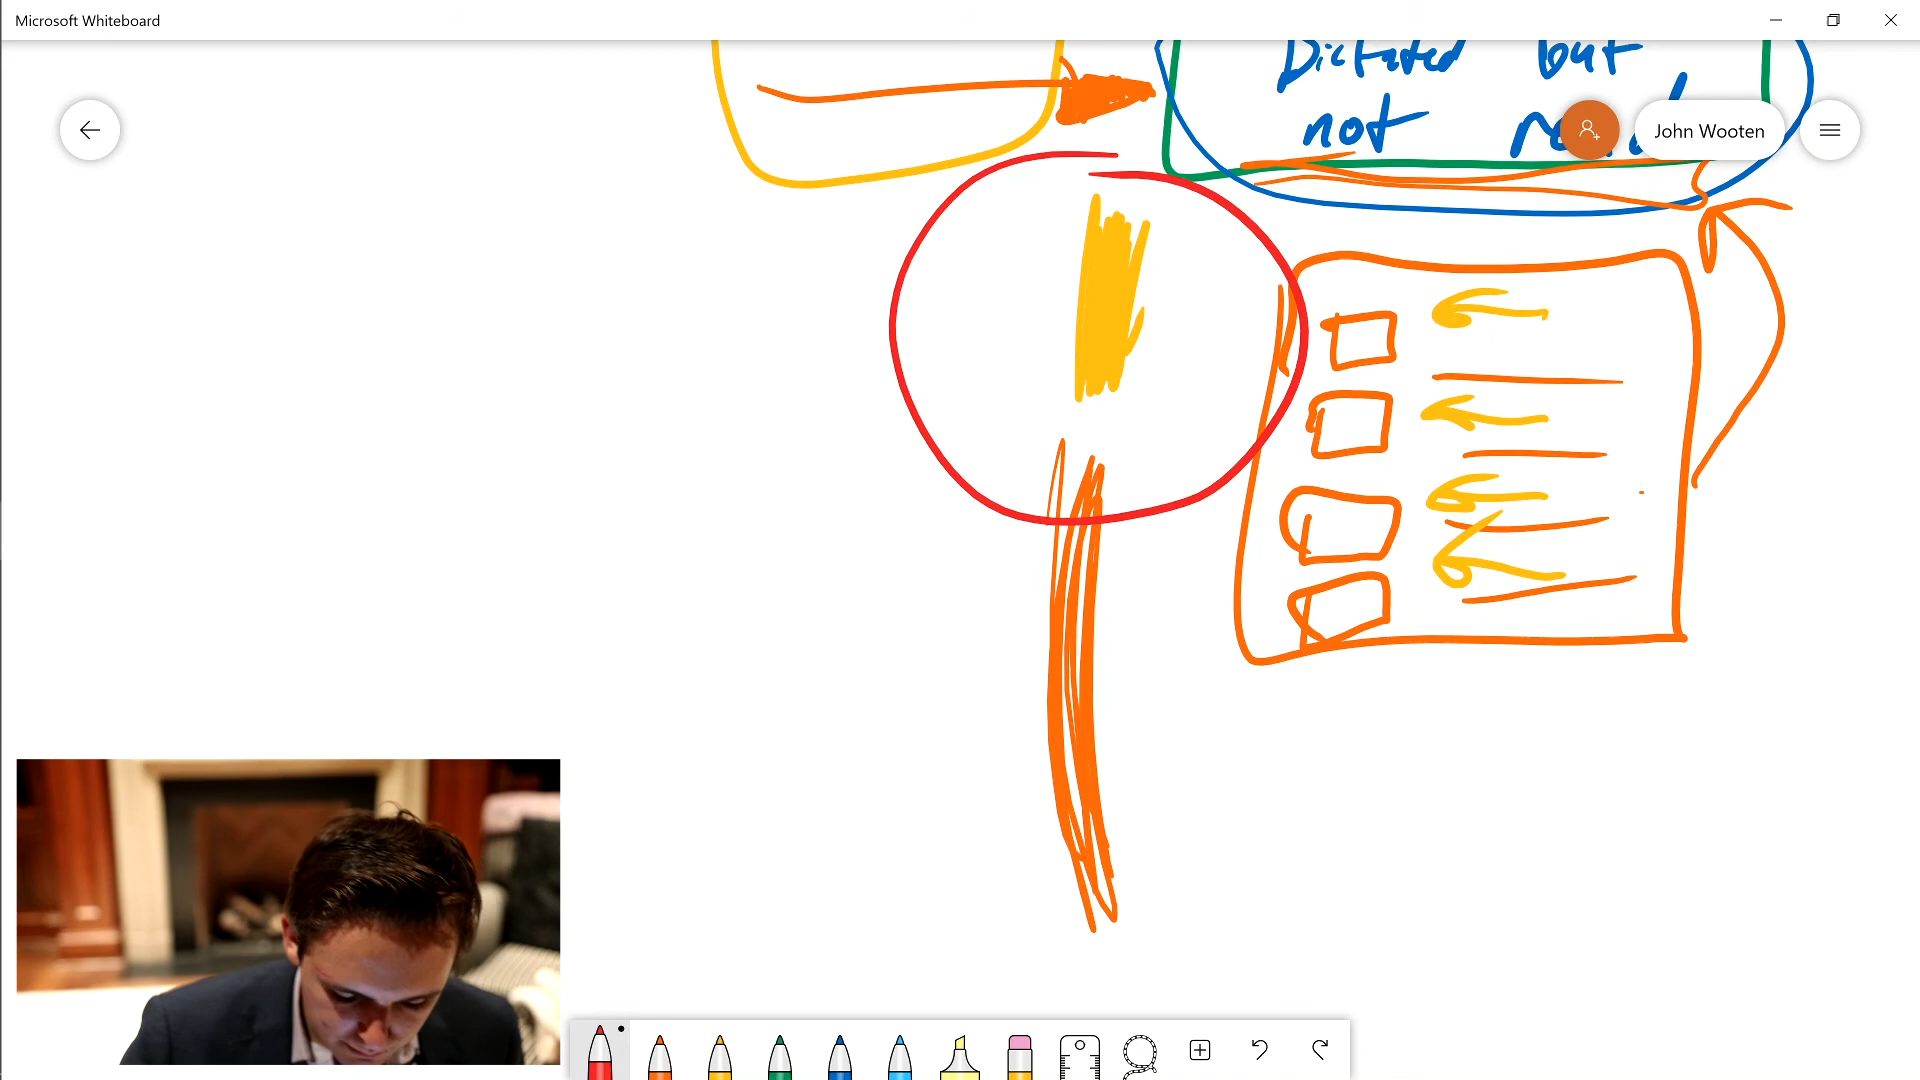 Microsoft Whiteboard
Dictated but
not
John Wooten